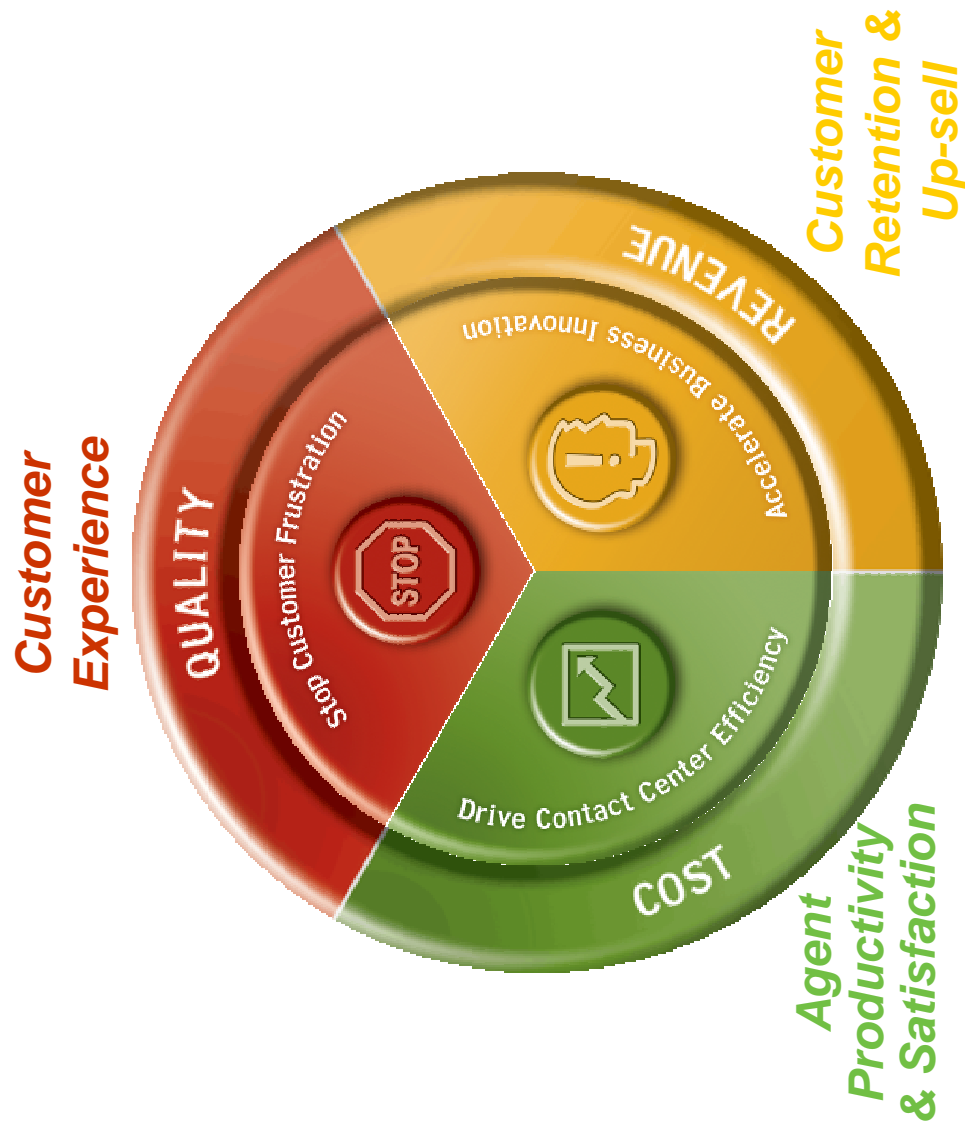 Customer
Experience
QUALITY
Stop Customer Frustration
STOP
REVENUE
Accelerate Business Innovation
Customer
Retention &
Up-sell
COST
Drive Contact Center Efficiency
Agent
Productivity
& Satisfaction